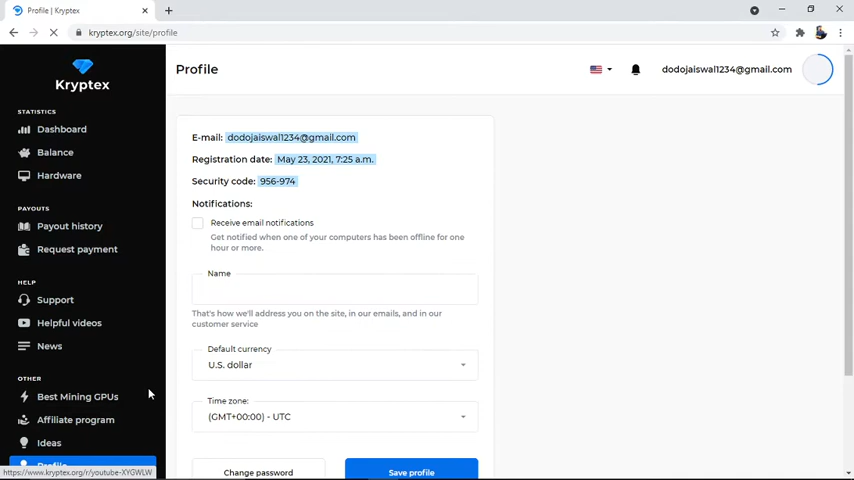 Profile | Kryptex
kryptex.org/site/profile
Kryptex
Profile
dodojaiswal1234@gmail.com
STATISTICS
Dashboard
Balance
Hardware
PAYOUTS
Payout history
Request payment
HELP
Support
Helpful videos
News
OTHER
Best Mining GPUs
Affiliate program
Ideas
Profile
https://www.kryptex.org/r/youtube-XYGWLW
E-mail: dodojaiswal1234@gmail.com
Registration date: May 23, 2021, 7:25 a.m.
Security code: 956-974
Notifications:
Receive email notifications
Get notified when one of your computers has been offline for one
hour or more.
Name
That's how we'll address you on the site, in our emails, and in our
customer service
Default currency
U.S. dollar
Time zone:
(GMT+00:00) - UTC
Change password
Save profile